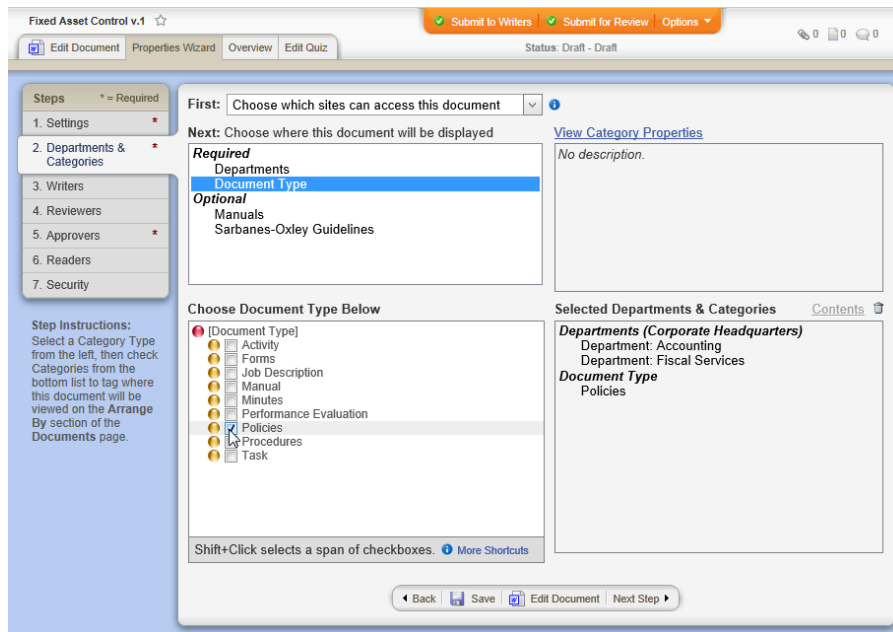 Fixed Asset Control v.1
Submit to Writers Submit for Review Options
Edit Document Properties Wizard Overview Edit Quiz
Status: Draft - Draft
0 0 0
Steps * = Required
1. Settings *
2. Departments & *
Categories
3. Writers
4. Reviewers
5. Approvers *
6. Readers
7. Security
Step Instructions:
Select a Category Type
from the left, then check
Categories from the
bottom list to tag where
this document will be
viewed on the Arrange
By section of the
Documents page.
First: Choose which sites can access this document
Next: Choose where this document will be displayed
Required
Departments
Document Type
Optional
Manuals
Sarbanes-Oxley Guidelines
View Category Properties
No description.
Choose Document Type Below
[Document Type]
Activity
Forms
Job Description
Manual
Minutes
Performance Evaluation
Policies
Procedures
Task
Shift+Click selects a span of checkboxes. More Shortcuts
Selected Departments & Categories Contents
Departments (Corporate Headquarters)
Department: Accounting
Department: Fiscal Services
Document Type
Policies
Back Save Edit Document Next Step